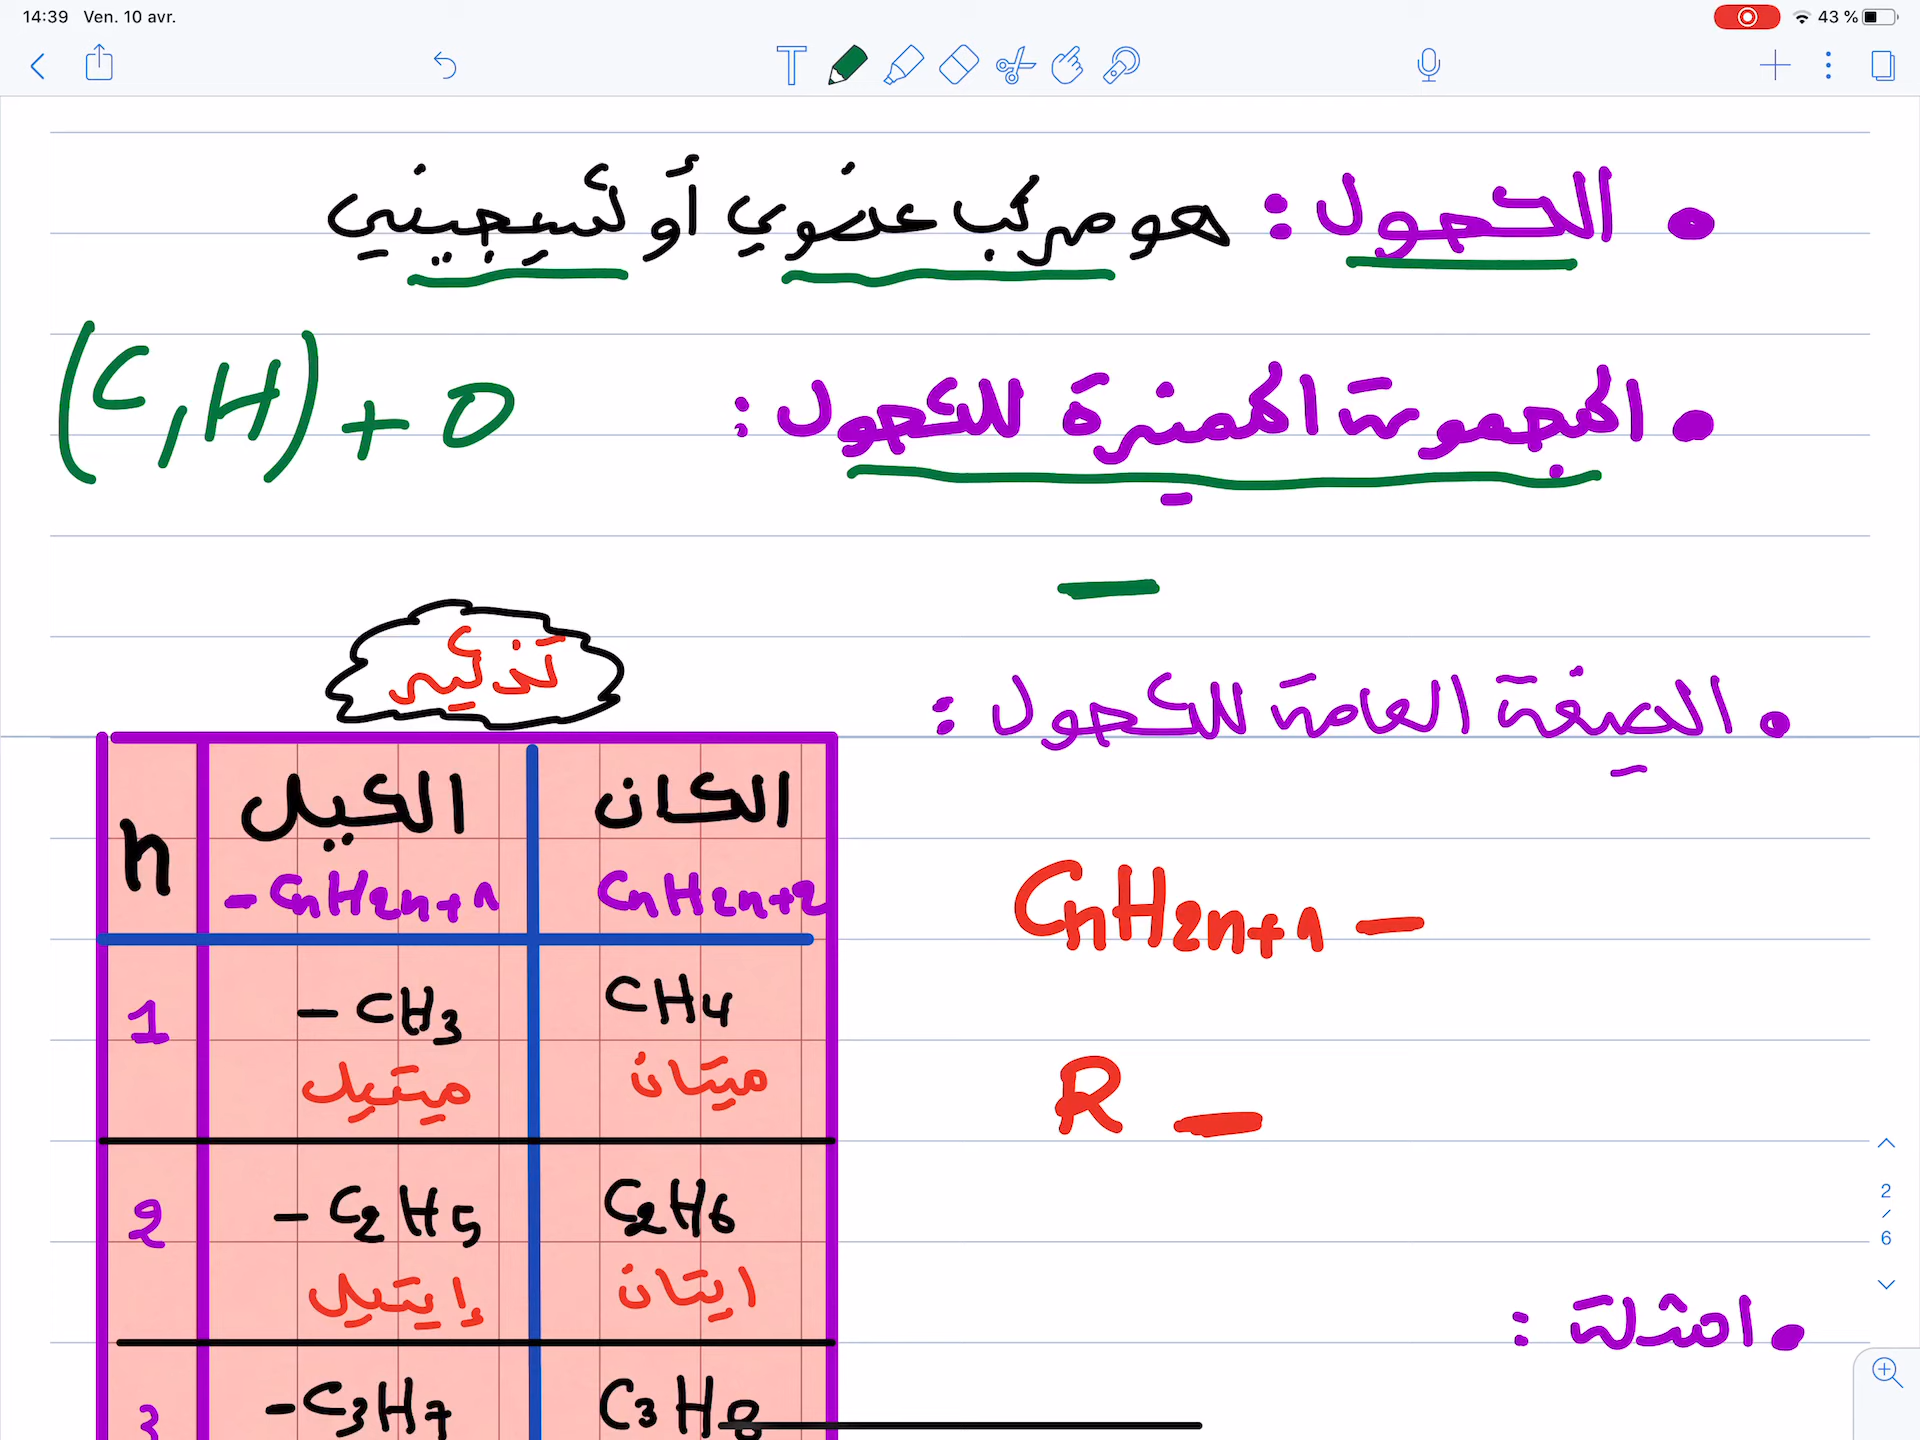 14:39 Ven. 10 avr.
43 %
• الكحول : هو مركب عضوي أوكسيجيني
(C,H) + O
• المجموعة المميزة للكحول :
—
تذكير
• الصيغة العامة للكحول :
n الكيل الكان
-CnH2n+1 CnH2n+2
CnH2n+1 —
1 -CH3 CH4
ميتيل ميتان
R —
2 -C2H5 C2H6
إيتيل ايتان
2/6
• امثلة :
3 -C3H7 C3H8